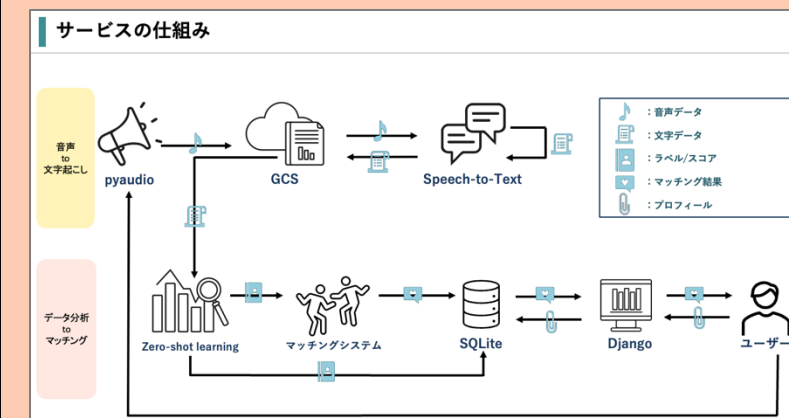 サービスの仕組み
音声
to
文字起こし
pyaudio
GCS
Speech-to-Text
：音声データ
：文字データ
：ラベル/スコア
：マッチング結果
：プロフィール
データ分析
to
マッチング
Zero-shot learning
マッチングシステム
SQLite
Django
ユーザー